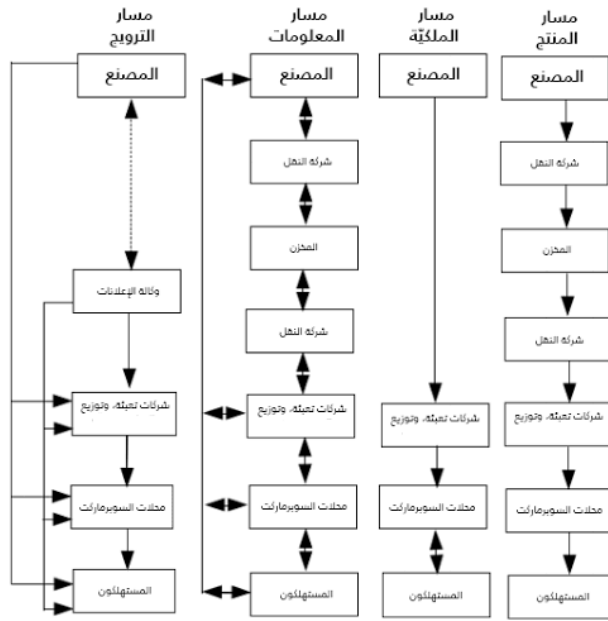 مسار
المنتج
المصنع
شركة النقل
المخزن
شركة النقل
شركات تعبئة، وتوزيع
محلات السوبرماركت
المستهلكون
مسار
الملكيّة
المصنع
شركات تعبئة، وتوزيع
محلات السوبرماركت
المستهلكون
مسار
المعلومات
المصنع
شركة النقل
المخزن
شركة النقل
شركات تعبئة، وتوزيع
محلات السوبرماركت
المستهلكون
مسار
الترويج
المصنع
وكالة الإعلانات
شركات تعبئة، وتوزيع
محلات السوبرماركت
المستهلكون